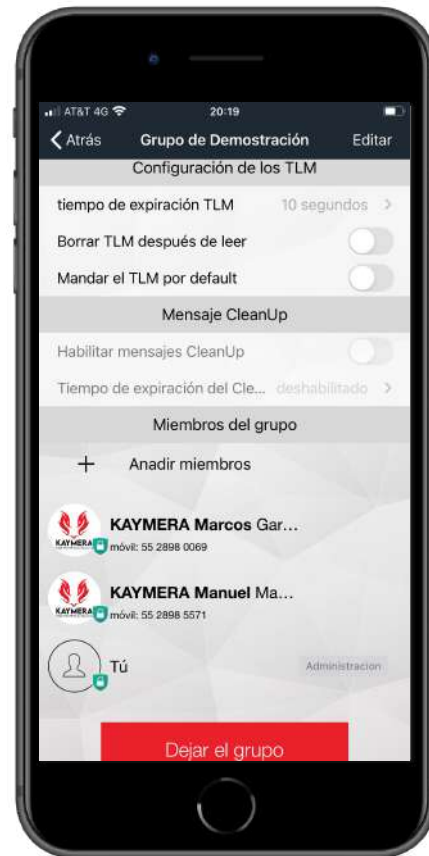 AT&T 4G 20:19
Atrás Grupo de Demostración Editar
Configuración de los TLM
tiempo de expiración TLM 10 segundos
Borrar TLM después de leer
Mandar el TLM por default
Mensaje CleanUp
Habilitar mensajes CleanUp
Tiempo de expiración del Cle... deshabilitado
Miembros del grupo
+ Anadir miembros
KAYMERA Marcos Gar...
KAYMERA
móvil: 55 2898 0069
KAYMERA Manuel Ma...
KAYMERA
móvil: 55 2898 5571
Tú Administracion
Dejar el grupo